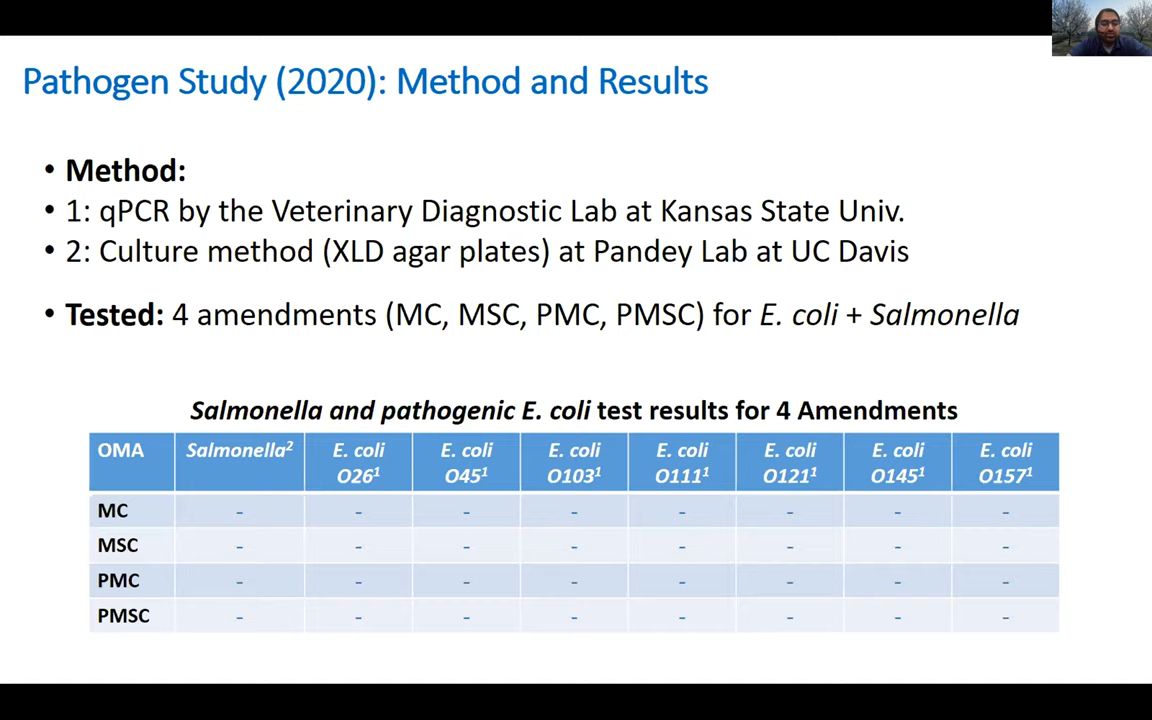 Pathogen Study (2020): Method and Results
• Method:
• 1: qPCR by the Veterinary Diagnostic Lab at Kansas State Univ.
• 2: Culture method (XLD agar plates) at Pandey Lab at UC Davis
• Tested: 4 amendments (MC, MSC, PMC, PMSC) for E. coli + Salmonella
Salmonella and pathogenic E. coli test results for 4 Amendments
OMA Salmonella² E. coli O26¹ E. coli O45¹ E. coli O103¹ E. coli O111¹ E. coli O121¹ E. coli O145¹ E. coli O157¹
MC - - - - - - - -
MSC - - - - - - - -
PMC - - - - - - - -
PMSC - - - - - - - -